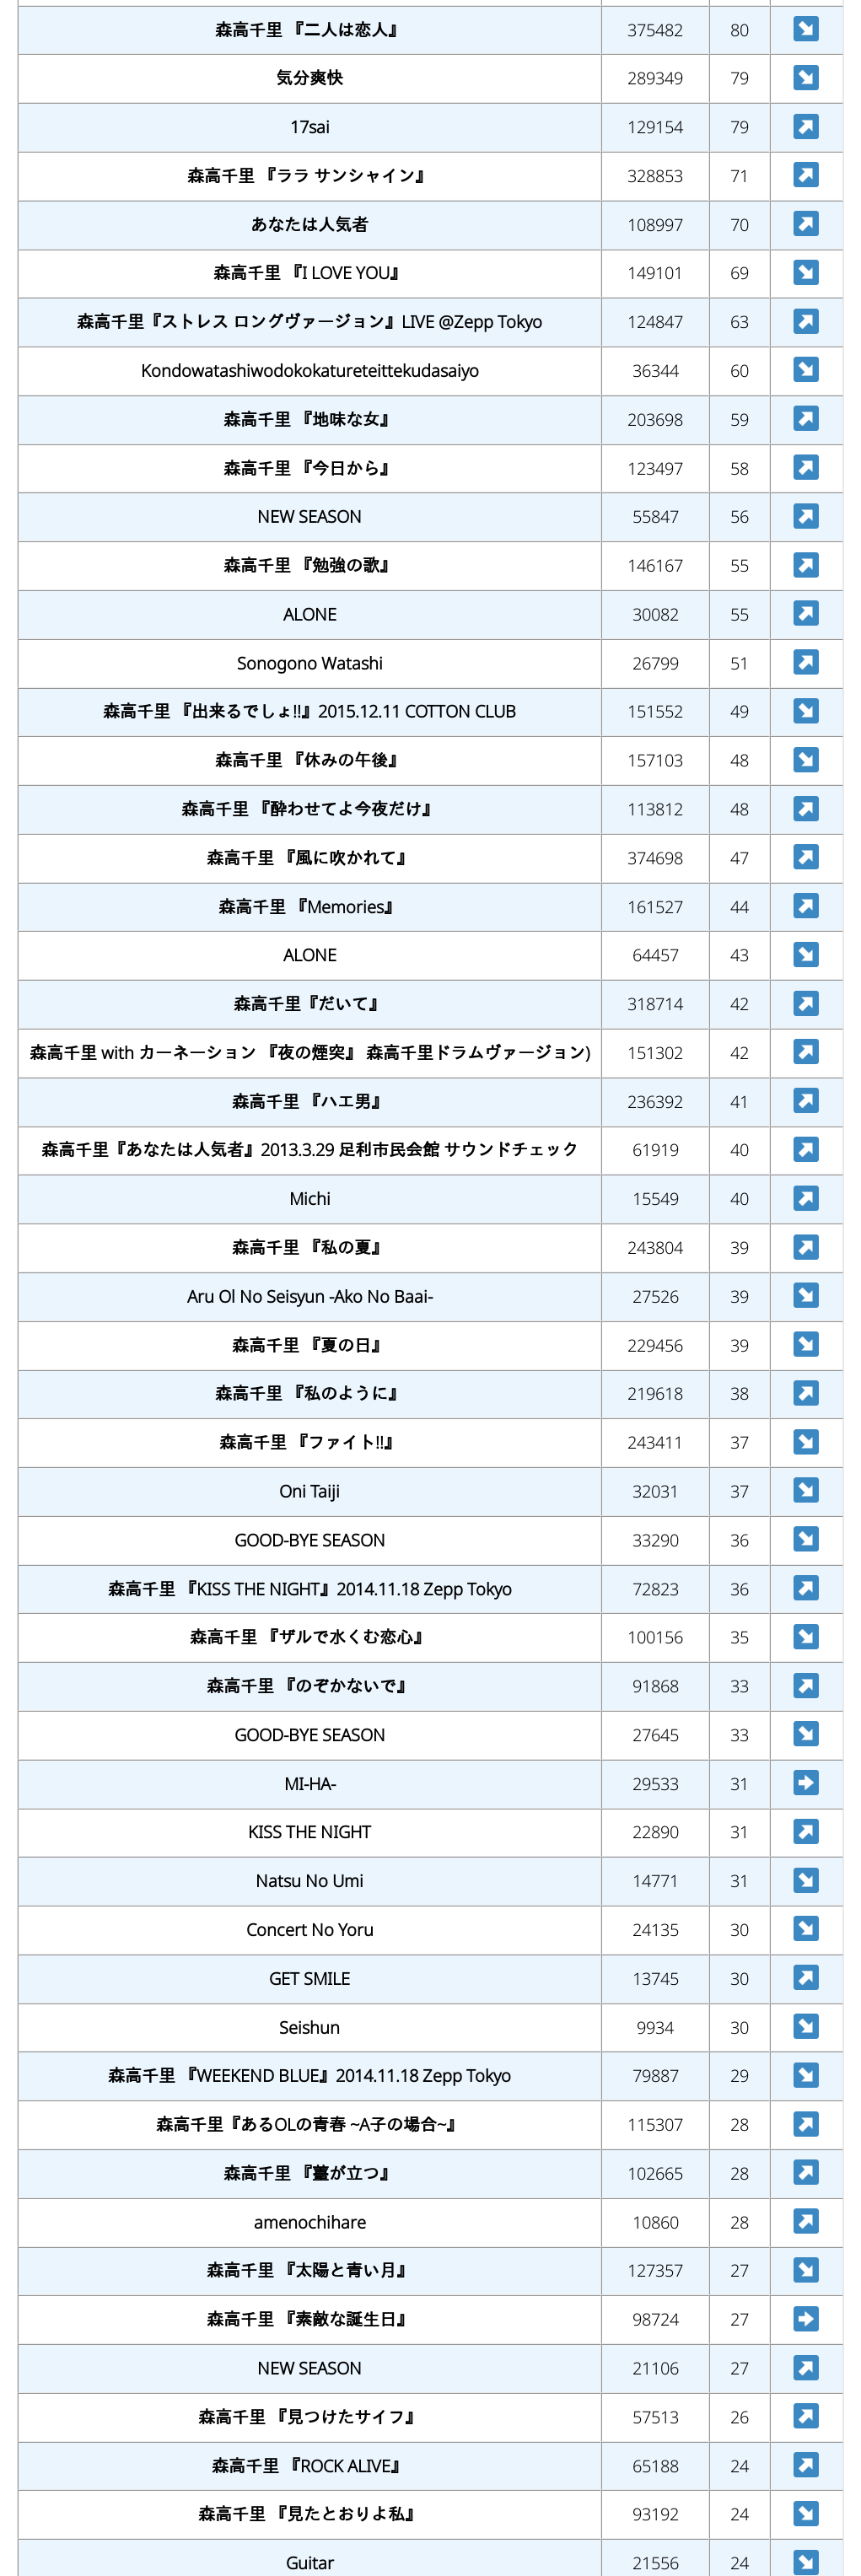 森高千里 『二人は恋人』 375482 80
気分爽快 289349 79
17sai 129154 79
森高千里 『ララ サンシャイン』 328853 71
あなたは人気者 108997 70
森高千里 『I LOVE YOU』 149101 69
森高千里『ストレス ロングヴァージョン』LIVE @Zepp Tokyo 124847 63
Kondowatashiwodokokatureteittekudasaiyo 36344 60
森高千里 『地味な女』 203698 59
森高千里 『今日から』 123497 58
NEW SEASON 55847 56
森高千里 『勉強の歌』 146167 55
ALONE 30082 55
Sonogono Watashi 26799 51
森高千里 『出来るでしょ!!』2015.12.11 COTTON CLUB 151552 49
森高千里 『休みの午後』 157103 48
森高千里 『酔わせてよ今夜だけ』 113812 48
森高千里 『風に吹かれて』 374698 47
森高千里 『Memories』 161527 44
ALONE 64457 43
森高千里『だいて』 318714 42
森高千里 with カーネーション 『夜の煙突』 森高千里ドラムヴァージョン) 151302 42
森高千里 『ハエ男』 236392 41
森高千里『あなたは人気者』2013.3.29 足利市民会館 サウンドチェック 61919 40
Michi 15549 40
森高千里 『私の夏』 243804 39
Aru Ol No Seisyun -Ako No Baai- 27526 39
森高千里 『夏の日』 229456 39
森高千里 『私のように』 219618 38
森高千里 『ファイト!!』 243411 37
Oni Taiji 32031 37
GOOD-BYE SEASON 33290 36
森高千里 『KISS THE NIGHT』2014.11.18 Zepp Tokyo 72823 36
森高千里 『ザルで水くむ恋心』 100156 35
森高千里 『のぞかないで』 91868 33
GOOD-BYE SEASON 27645 33
MI-HA- 29533 31
KISS THE NIGHT 22890 31
Natsu No Umi 14771 31
Concert No Yoru 24135 30
GET SMILE 13745 30
Seishun 9934 30
森高千里 『WEEKEND BLUE』2014.11.18 Zepp Tokyo 79887 29
森高千里『あるOLの青春 ~A子の場合~』 115307 28
森高千里 『薹が立つ』 102665 28
amenochihare 10860 28
森高千里 『太陽と青い月』 127357 27
森高千里 『素敵な誕生日』 98724 27
NEW SEASON 21106 27
森高千里 『見つけたサイフ』 57513 26
森高千里 『ROCK ALIVE』 65188 24
森高千里 『見たとおりよ私』 93192 24
Guitar 21556 24